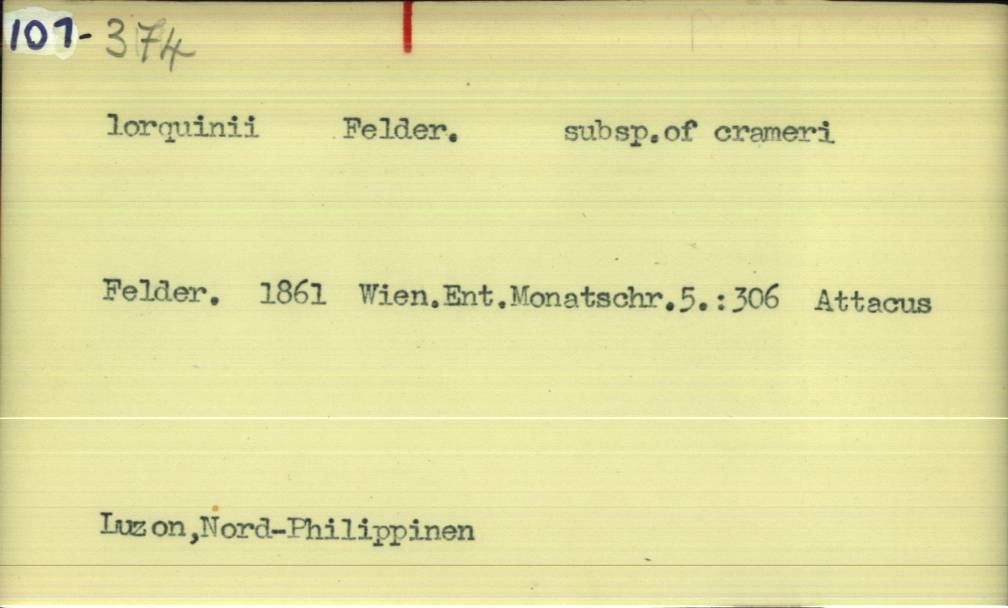 107-374
lorquinii Felder. subsp.of crameri
Felder. 1861 Wien.Ent.Monatschr.5.:306 Attacus
Luzon,Nord-Philippinen